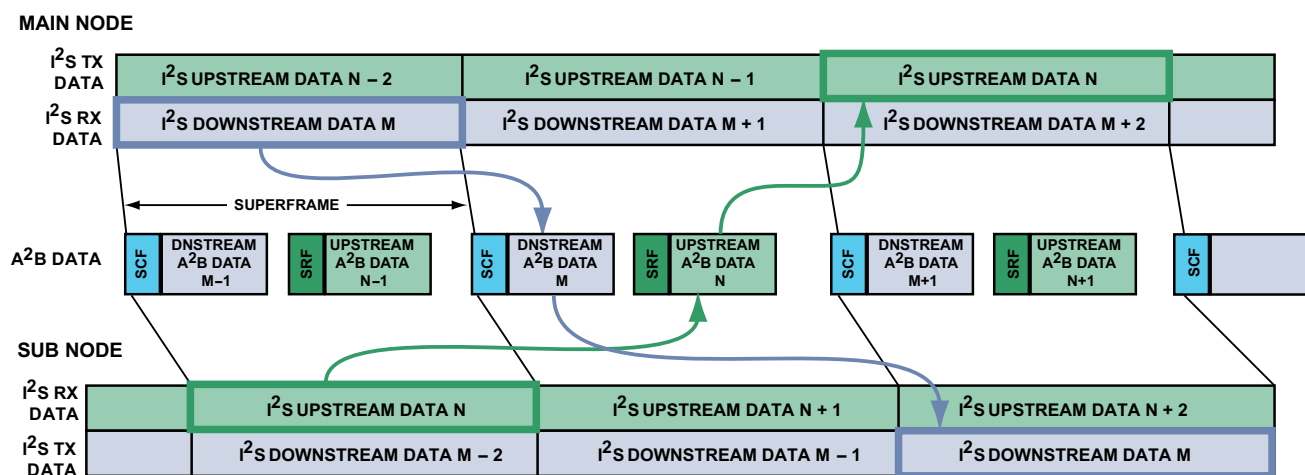 MAIN NODE
I²S TX
DATA
I²S UPSTREAM DATA N – 2
I²S UPSTREAM DATA N – 1
I²S UPSTREAM DATA N
I²S RX
DATA
I²S DOWNSTREAM DATA M
I²S DOWNSTREAM DATA M + 1
I²S DOWNSTREAM DATA M + 2
SUPERFRAME
A²B DATA
SCF
DNSTREAM
A²B DATA
M–1
SRF
UPSTREAM
A²B DATA
N–1
SCF
DNSTREAM
A²B DATA
M
SRF
UPSTREAM
A²B DATA
N
SCF
DNSTREAM
A²B DATA
M+1
SRF
UPSTREAM
A²B DATA
N+1
SCF
SUB NODE
I²S RX
DATA
I²S UPSTREAM DATA N
I²S UPSTREAM DATA N + 1
I²S UPSTREAM DATA N + 2
I²S TX
DATA
I²S DOWNSTREAM DATA M – 2
I²S DOWNSTREAM DATA M – 1
I²S DOWNSTREAM DATA M